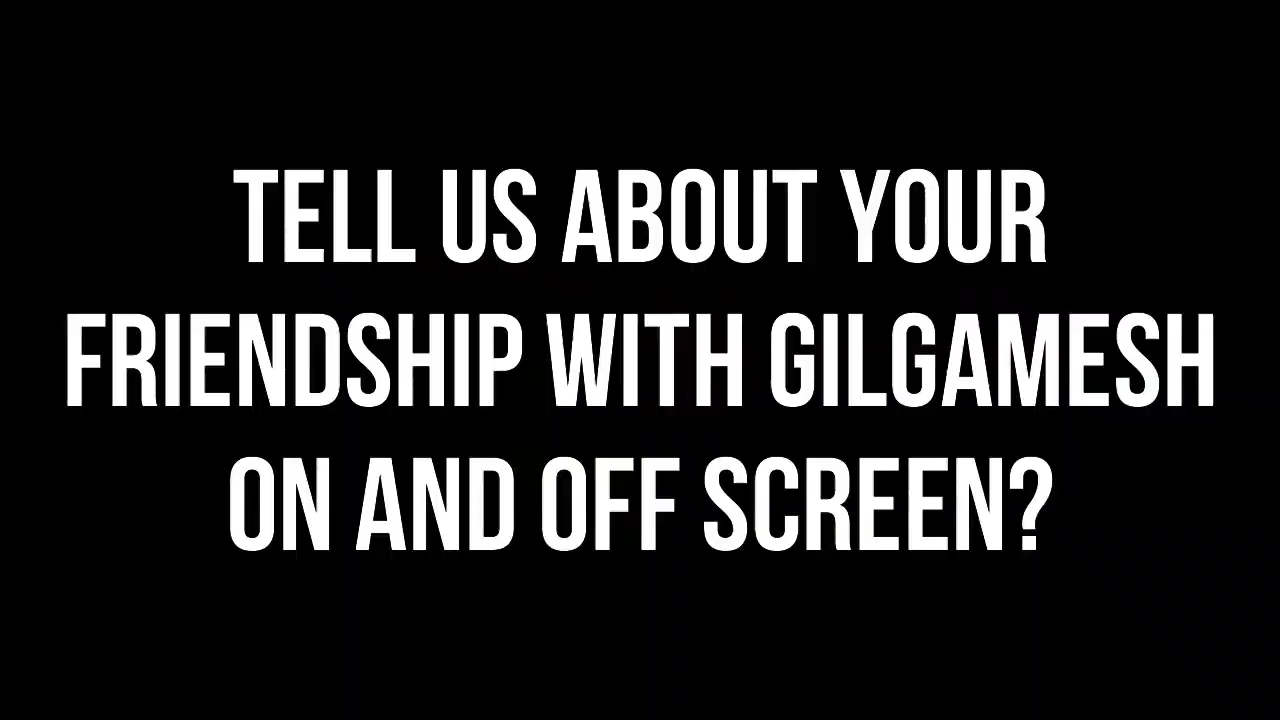 TELL US ABOUT YOUR
FRIENDSHIP WITH GILGAMESH
ON AND OFF SCREEN?